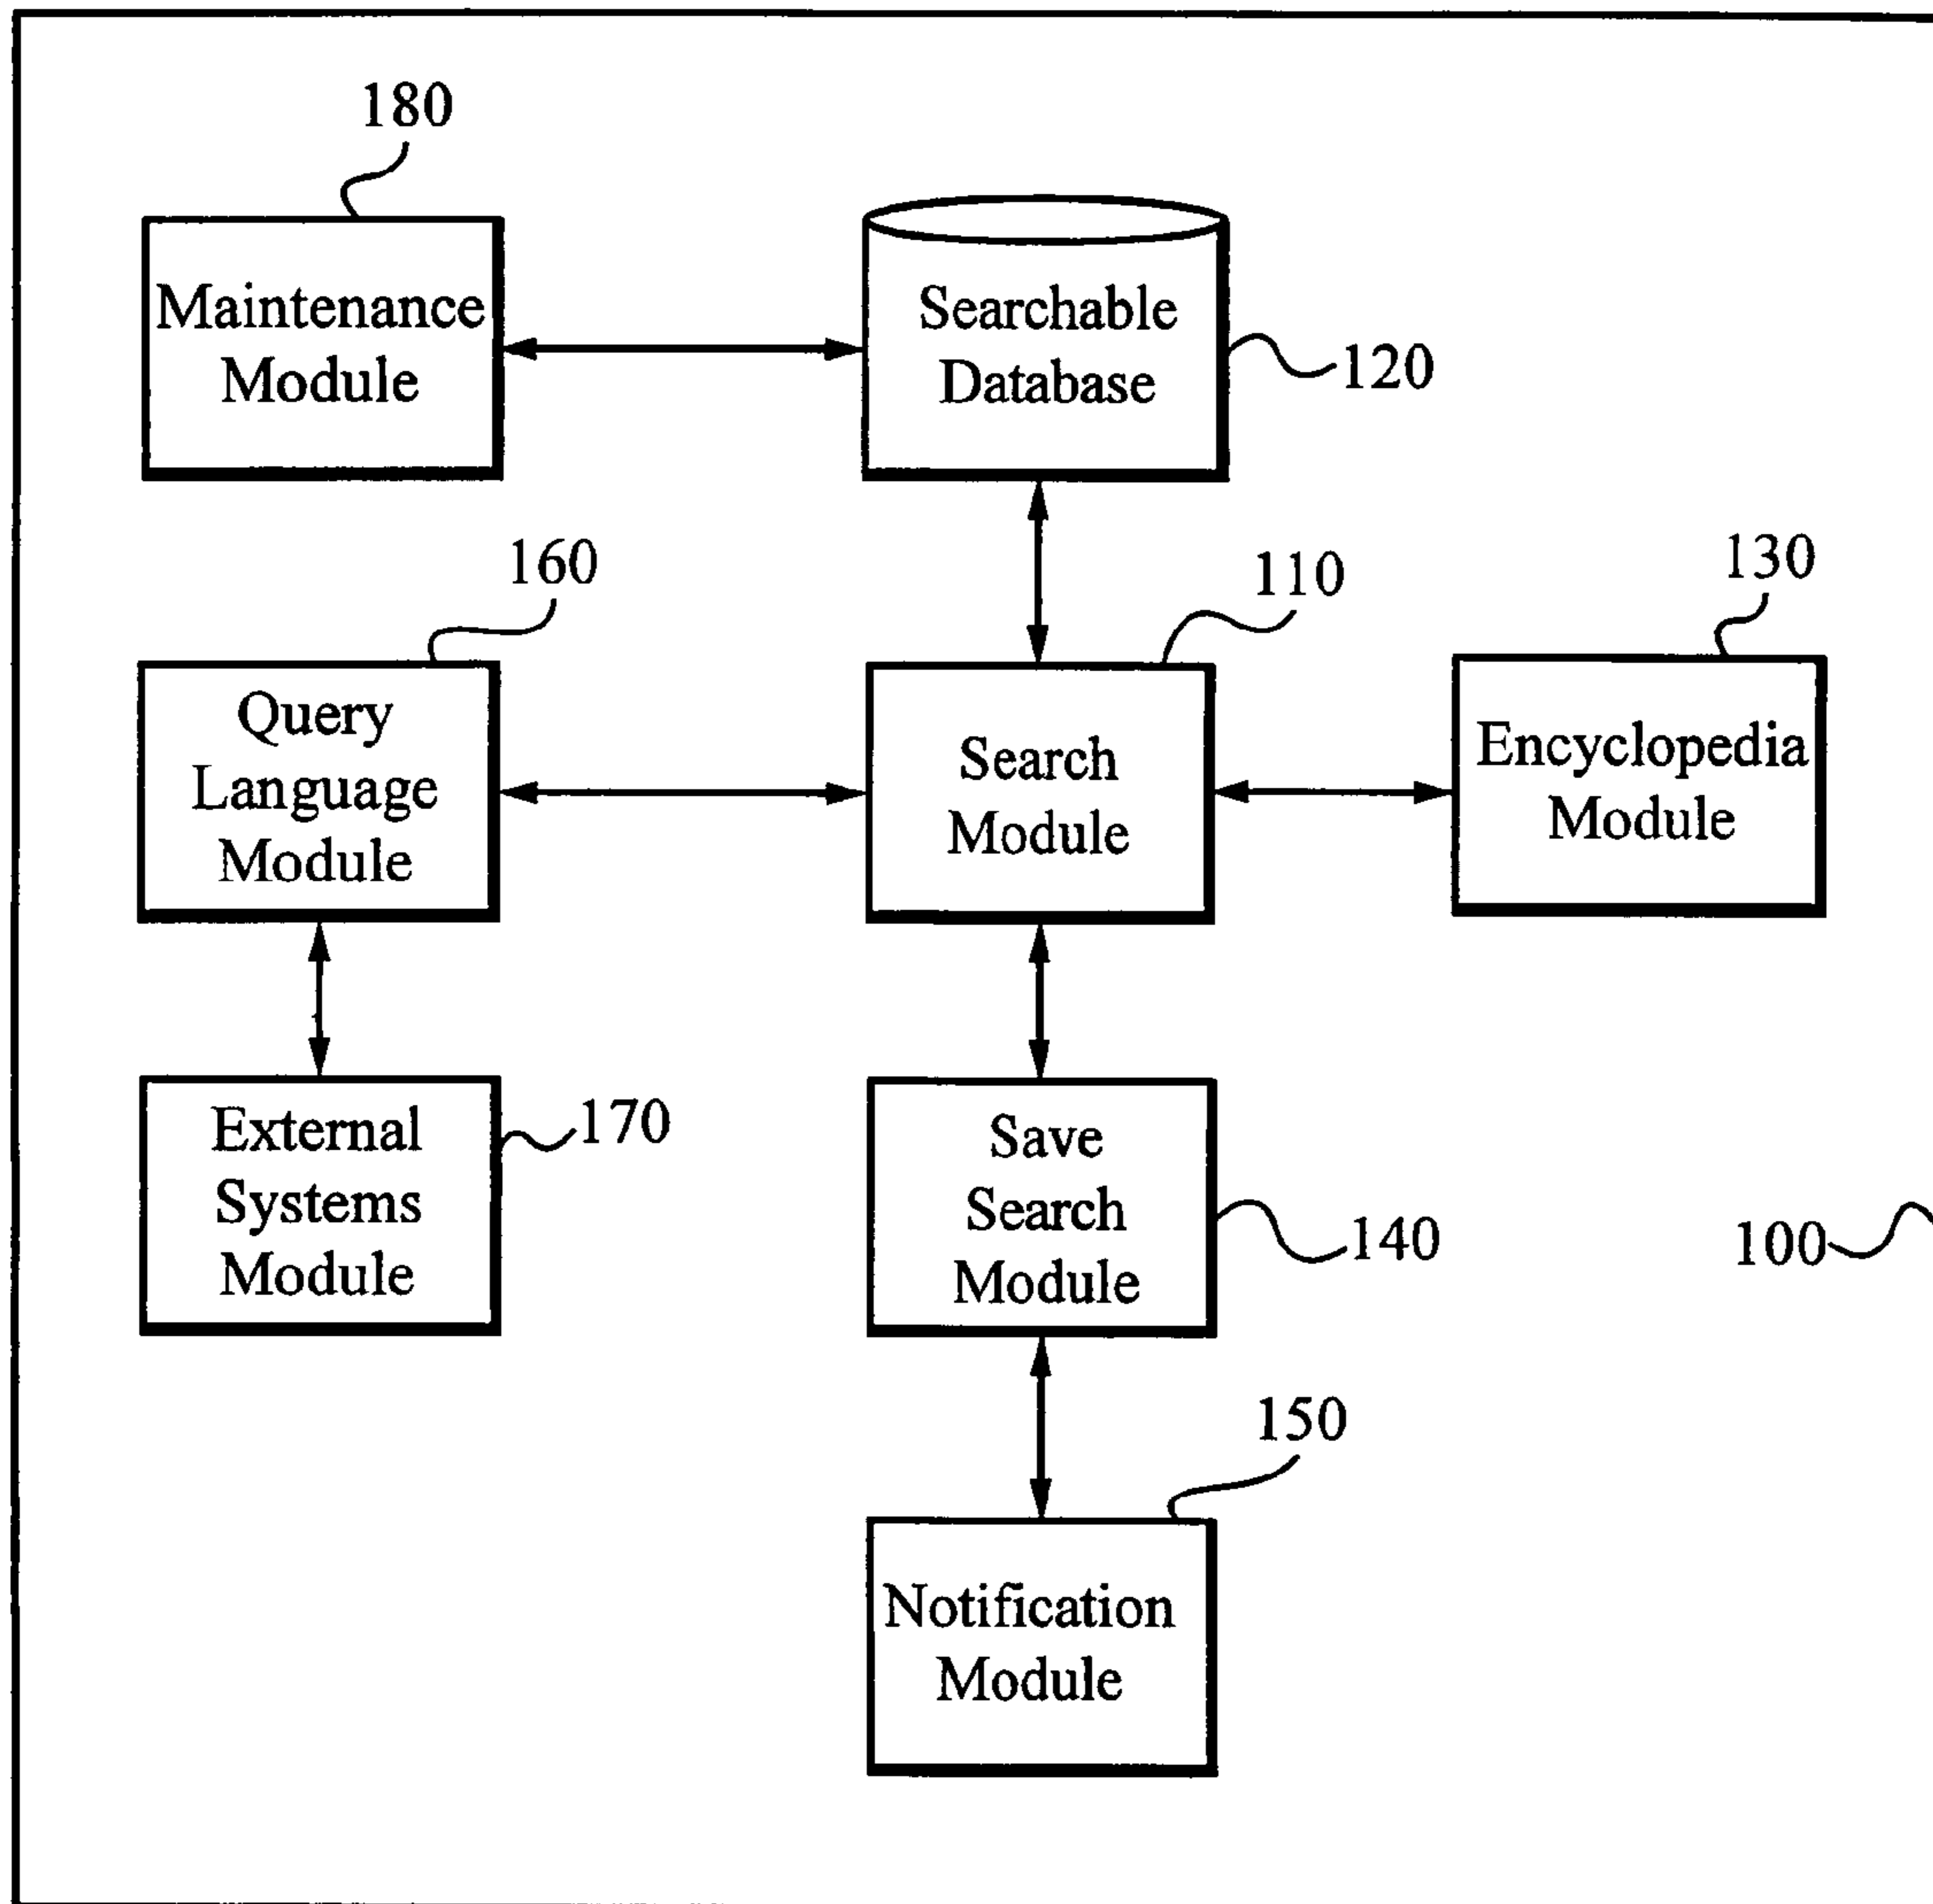 180
Maintenance
Module
Searchable
Database
120
160
110
130
Query
Language
Module
Search
Module
Encyclopedia
Module
External
Systems
Module
170
Save
Search
Module
140
100
150
Notification
Module